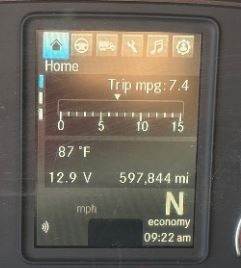 Home
Trip mpg: 7.4
0 5 10 15
87 °F
12.9 V 597,844 mi
mph N
economy
09:22 am